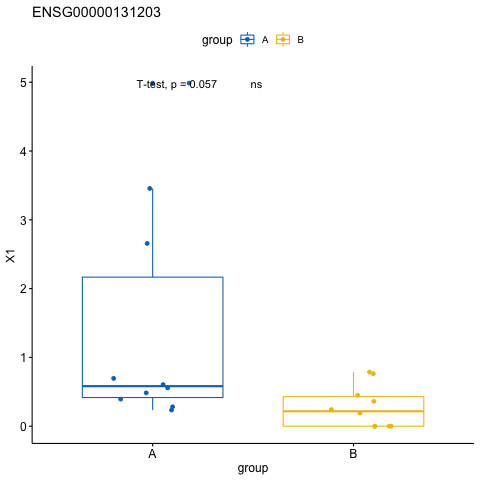 ENSG00000131203
group A B
T-test, p = 0.057 ns
5
4
3
2
1
0
X1
A B
group